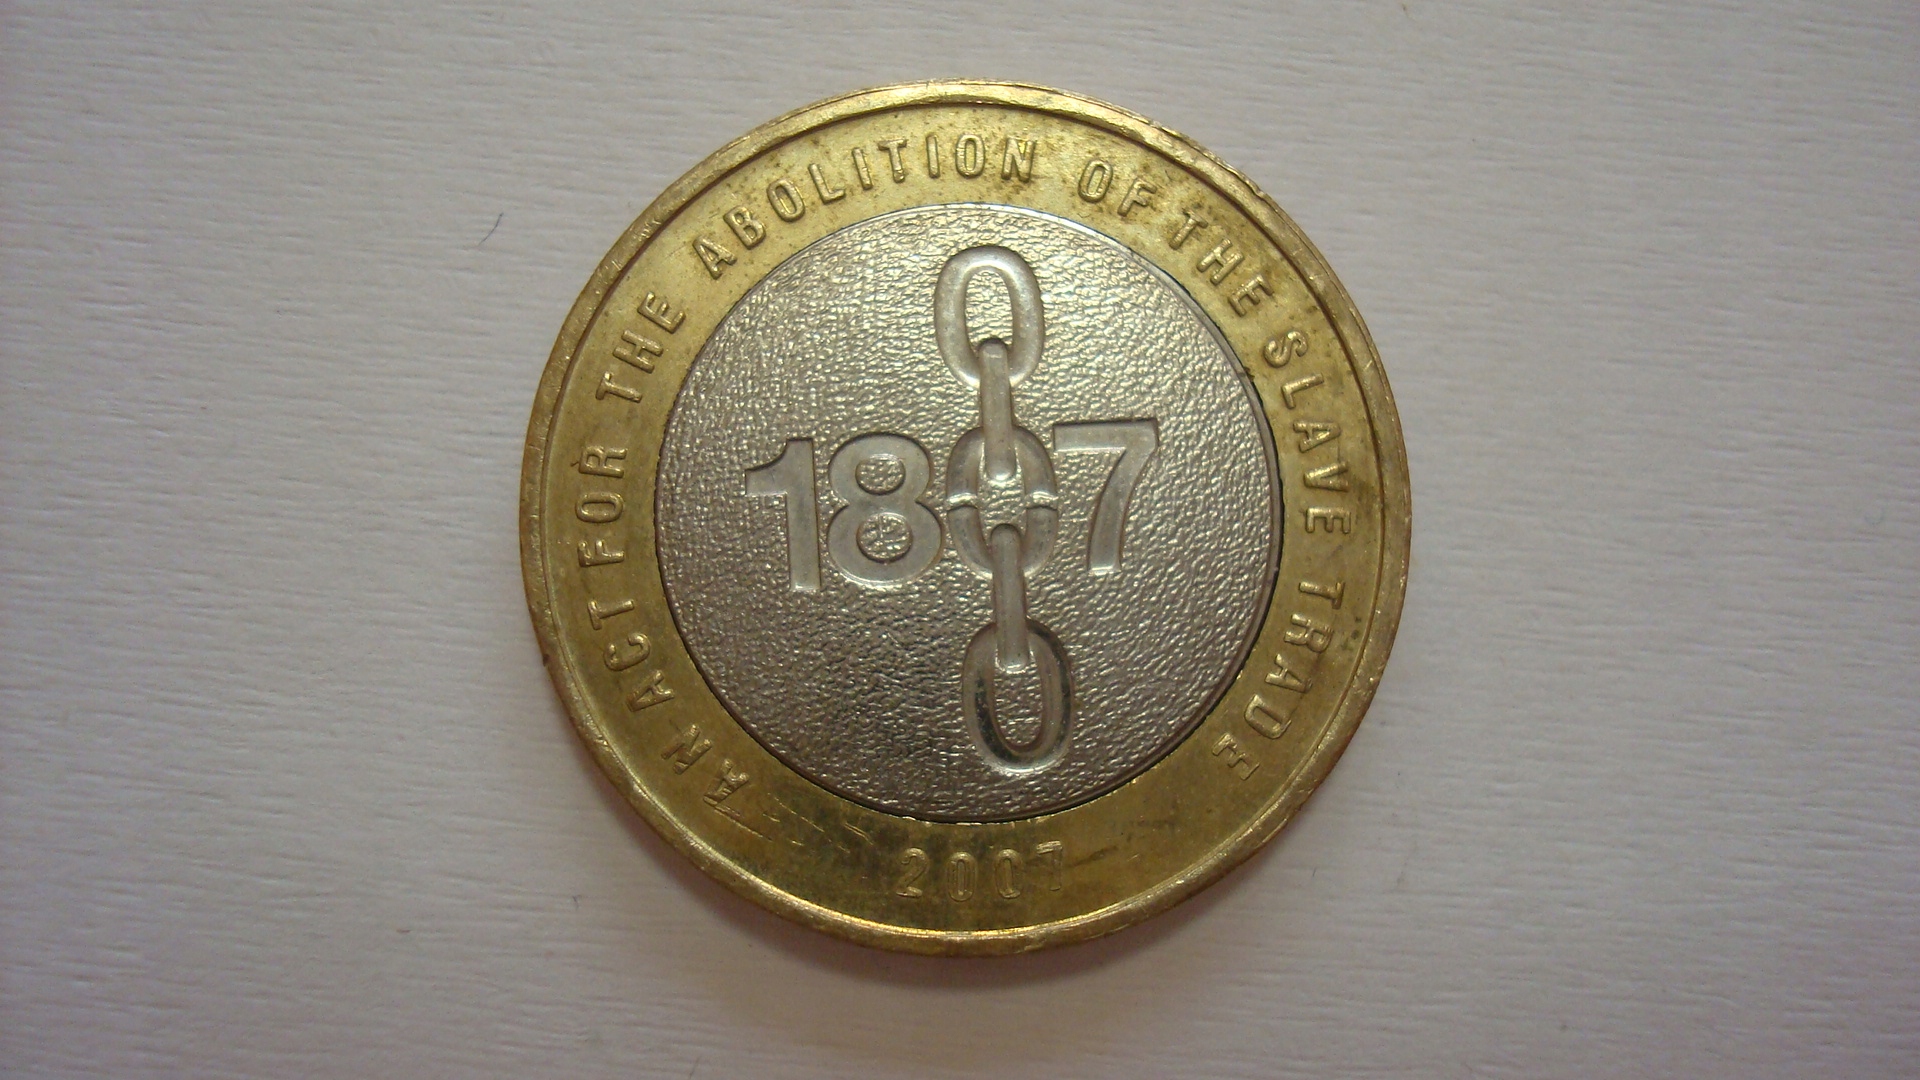 AN ACT FOR THE ABOLITION OF THE SLAVE TRADE
1807
2007